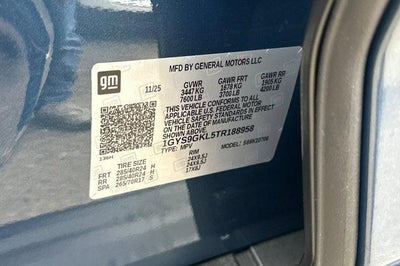 gm
MFD BY GENERAL MOTORS LLC
11/25
GVWR GAWR FRT GAWR RR
3447 KG 1678 KG 1905 KG
7600 LB 3700 LB 4200 LB
THIS VEHICLE CONFORMS TO ALL
APPLICABLE U.S. FEDERAL MOTOR
VEHICLE SAFETY STANDARDS IN EFFECT
ON THE DATE OF MANUFACTURE
SHOWN ABOVE.
1GYS9GKL5TR188958
TYPE: MPV MODEL:
136H
TIRE SIZE RIM
FRT 285/40R24 H 24X9.5J
RR 285/40R24 H 24X9.5J
SPA 265/70R17 S 17X8J